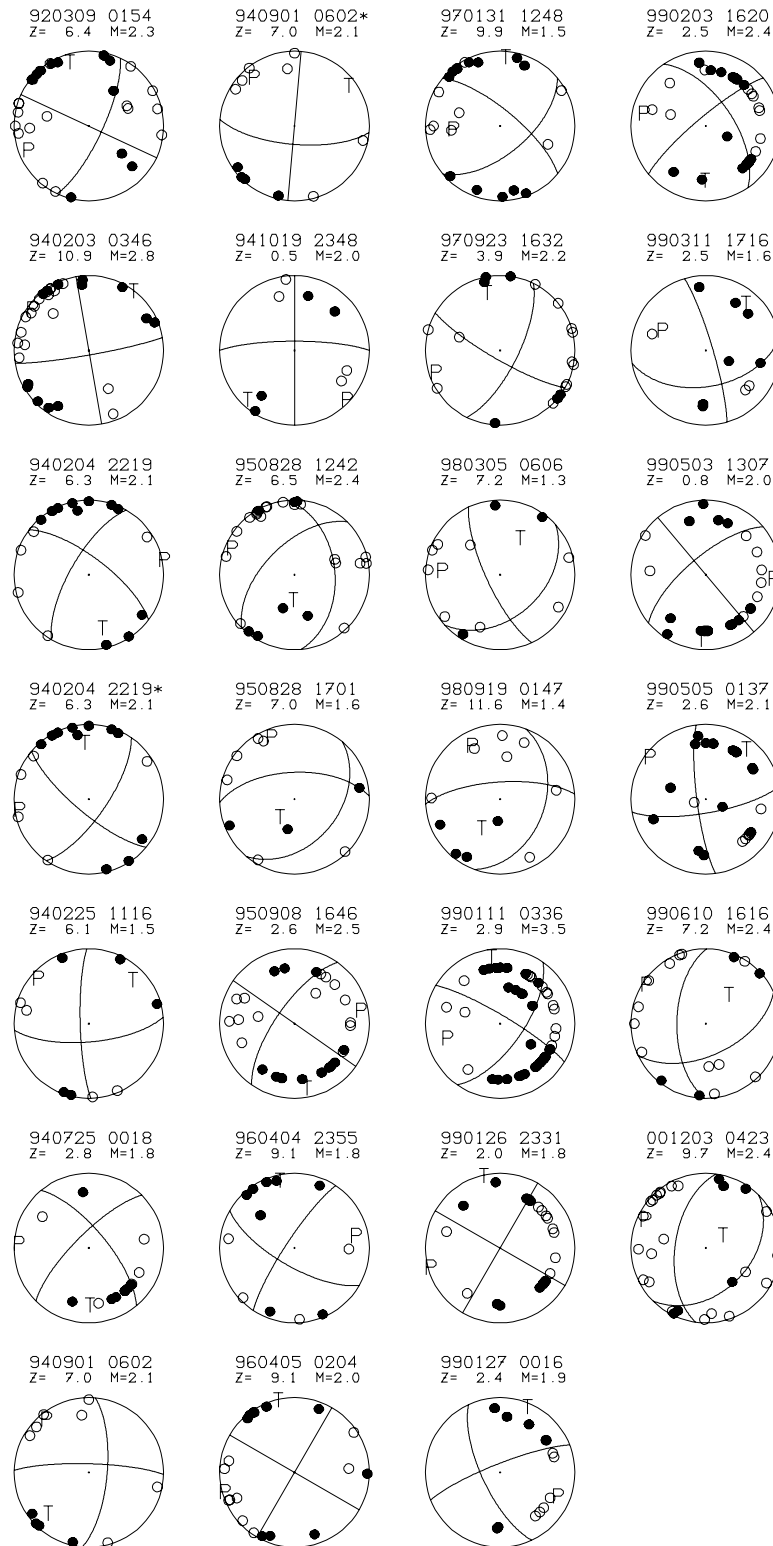 920309 0154
Z= 6.4 M=2.3
T
P
940901 0602*
Z= 7.0 M=2.1
P
T
970131 1248
Z= 9.9 M=1.5
T
P
990203 1620
Z= 2.5 M=2.4
P
T
940203 0346
Z= 10.9 M=2.8
P
T
941019 2348
Z= 0.5 M=2.0
T
P
970923 1632
Z= 3.9 M=2.2
T
P
990311 1716
Z= 2.5 M=1.6
T
P
940204 2219
Z= 6.3 M=2.1
P
T
950828 1242
Z= 6.5 M=2.4
P
T
980305 0606
Z= 7.2 M=1.3
T
P
990503 1307
Z= 0.8 M=2.0
P
T
940204 2219*
Z= 6.3 M=2.1
T
P
950828 1701
Z= 7.0 M=1.6
P
T
980919 0147
Z= 11.6 M=1.4
P
T
990505 0137
Z= 2.6 M=2.1
P
T
940225 1116
Z= 6.1 M=1.5
P
T
950908 1646
Z= 2.6 M=2.5
P
T
990111 0336
Z= 2.9 M=3.5
T
P
990610 1616
Z= 7.2 M=2.4
P
T
940725 0018
Z= 2.8 M=1.8
P
T
960404 2355
Z= 9.1 M=1.8
T
P
990126 2331
Z= 2.0 M=1.8
T
P
001203 0423
Z= 9.7 M=2.4
P
T
940901 0602
Z= 7.0 M=2.1
P
T
960405 0204
Z= 9.1 M=2.0
T
P
990127 0016
Z= 2.4 M=1.9
T
P